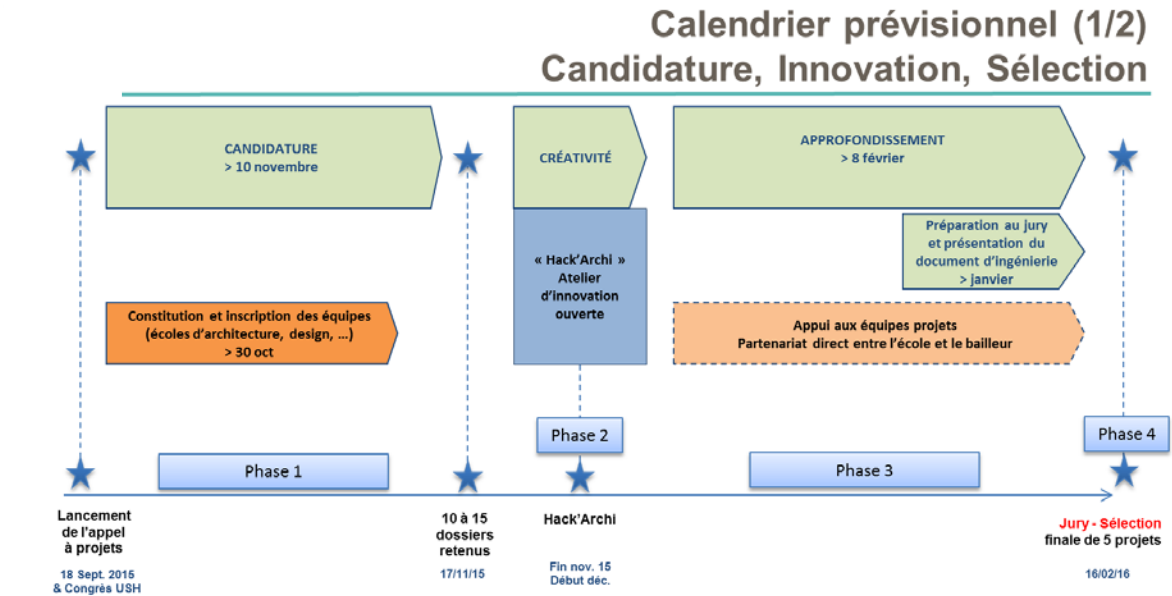 Calendrier prévisionnel (1/2)
Candidature, Innovation, Sélection
CANDIDATURE
> 10 novembre
CRÉATIVITÉ
APPROFONDISSEMENT
> 8 février
Préparation au jury
et présentation du
document d'ingénierie
> janvier
« Hack'Archi »
Atelier
d'innovation
ouverte
Constitution et inscription des équipes
(écoles d'architecture, design, ...)
> 30 oct
Appui aux équipes projets
Partenariat direct entre l'école et le bailleur
Phase 1
Phase 2
Phase 3
Phase 4
Lancement
de l'appel
à projets
18 Sept. 2015
& Congrès USH
10 à 15
dossiers
retenus
17/11/15
Hack'Archi
Fin nov. 15
Début déc.
Jury - Sélection
finale de 5 projets
16/02/16